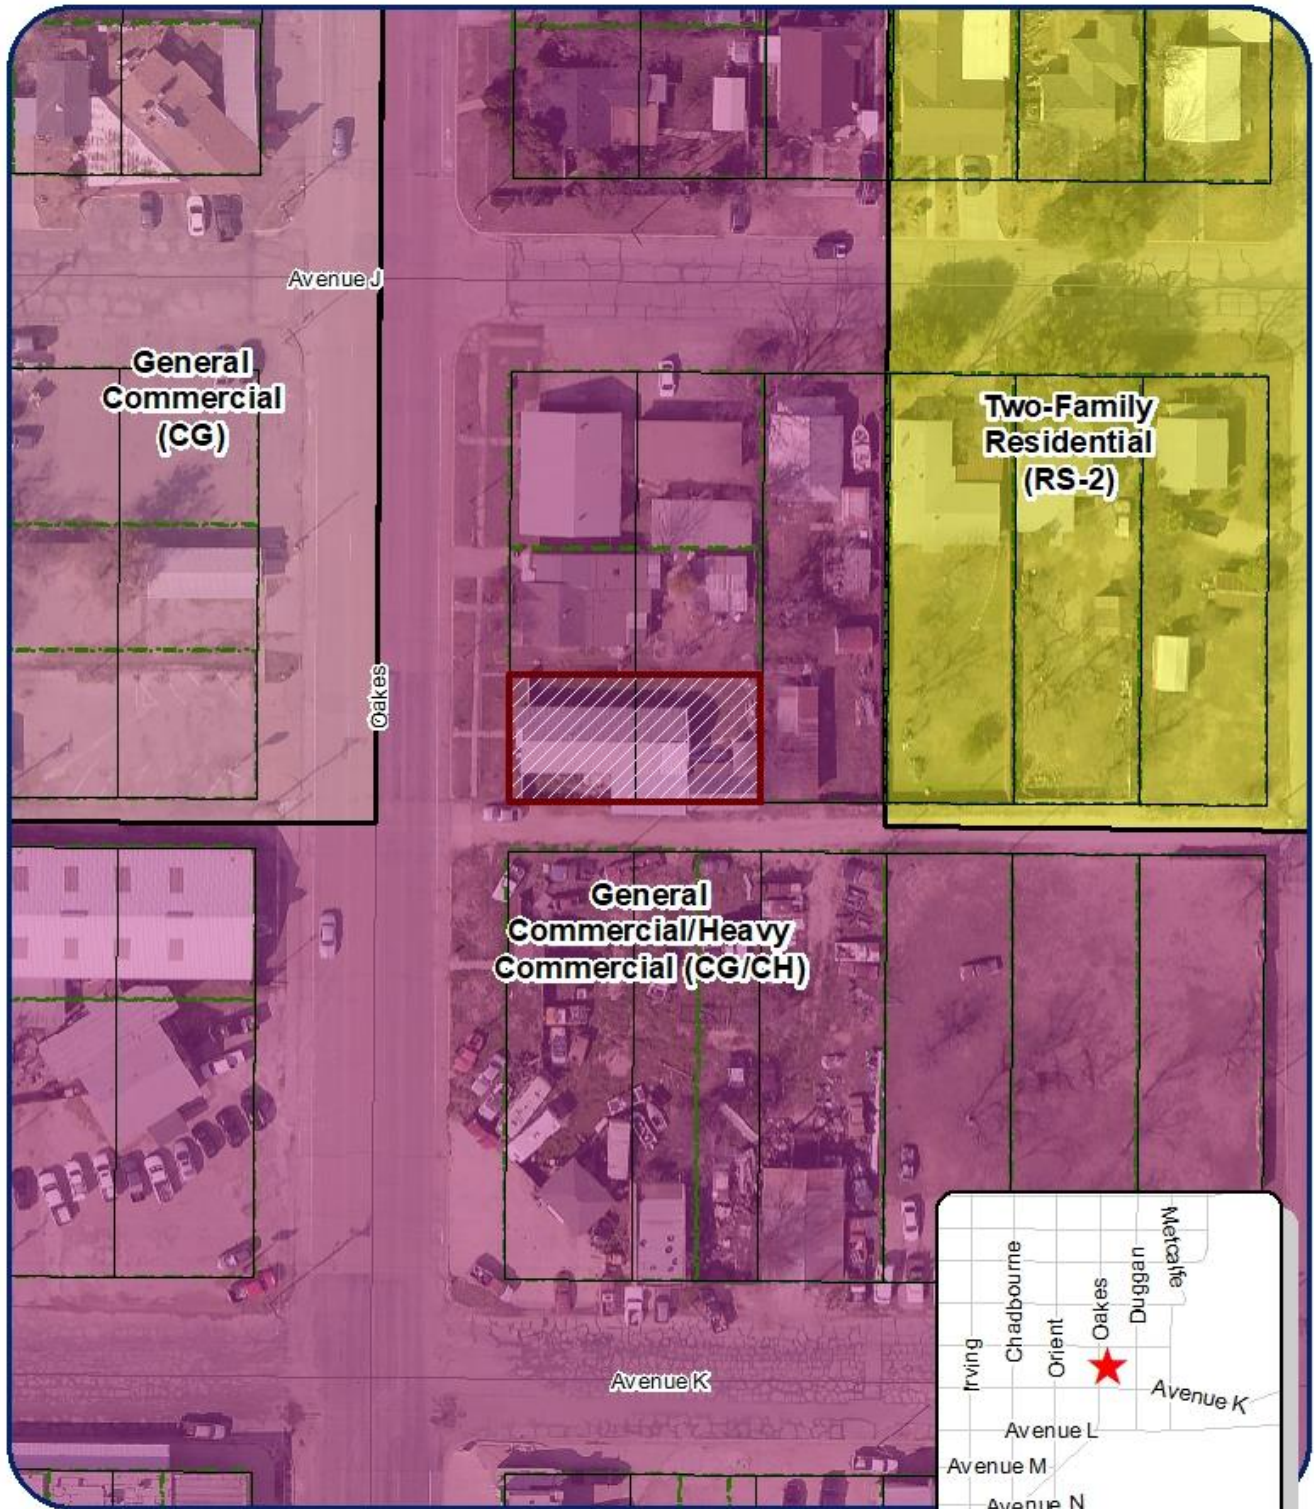 Avenue J
General
Commercial
(CG)
Two-Family
Residential
(RS-2)
Oakes
General
Commercial/Heavy
Commercial (CG/CH)
Avenue K
Irving
Chadbourne
Orient
Oakes
Duggan
Metcalfe
Avenue K
Avenue L
Avenue M
Avenue N